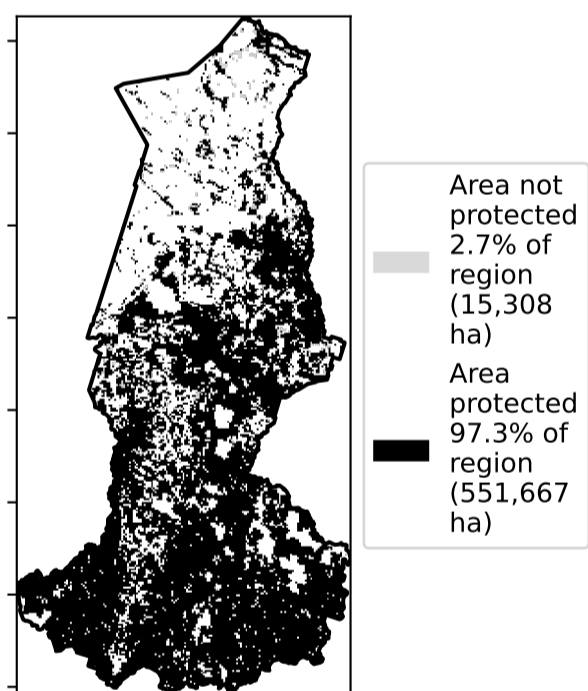 Area not
protected
2.7% of
region
(15,308
ha)
Area
protected
97.3% of
region
(551,667
ha)